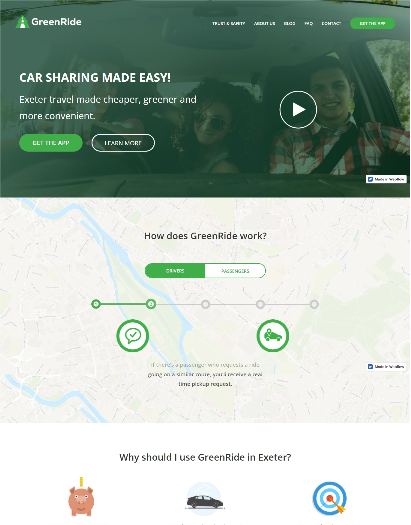 GreenRide
TRUST & SAFETY ABOUT US BLOG FAQ CONTACT GET THE APP
CAR SHARING MADE EASY!
Exeter travel made cheaper, greener and
more convenient.
GET THE APP LEARN MORE
Made in Webflow
How does GreenRide work?
DRIVERS PASSENGERS
If there's a passenger who requests a ride
going on a similar route, you'll receive a real
time pickup request.
Made in Webflow
Why should I use GreenRide in Exeter?